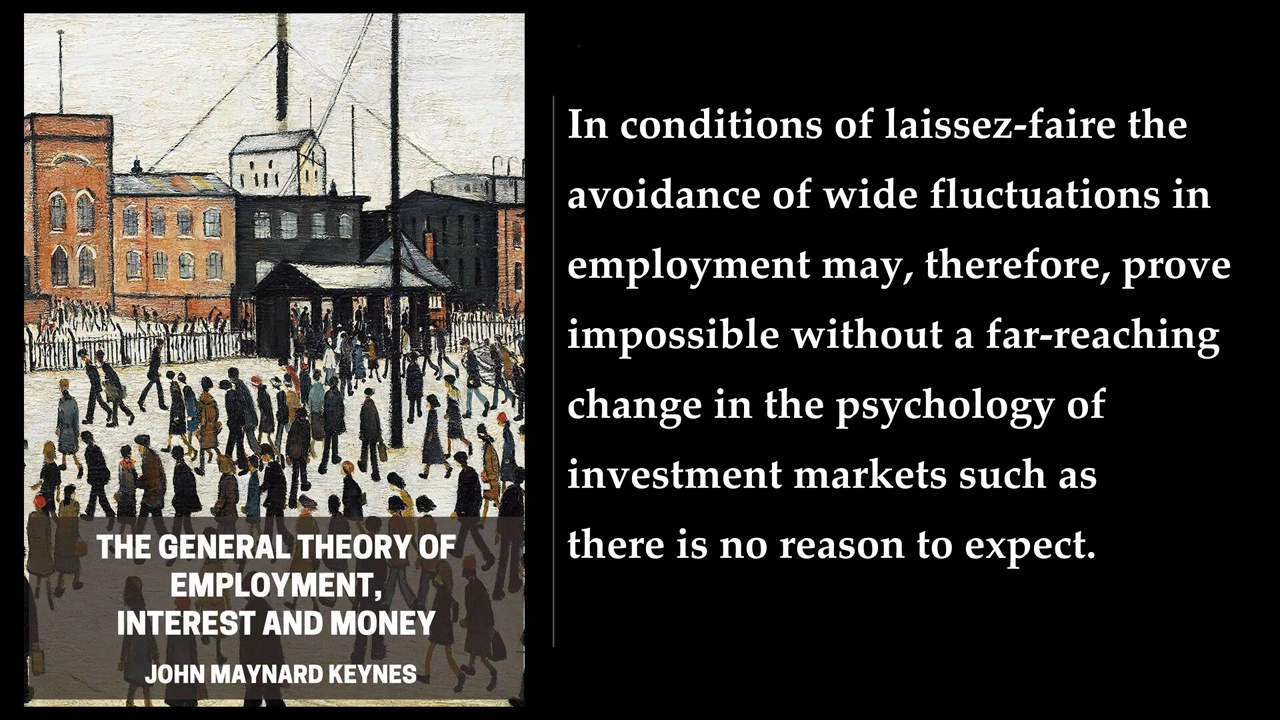 THE GENERAL THEORY OF
EMPLOYMENT,
INTEREST AND MONEY
JOHN MAYNARD KEYNES
In conditions of laissez-faire the
avoidance of wide fluctuations in
employment may, therefore, prove
impossible without a far-reaching
change in the psychology of
investment markets such as
there is no reason to expect.